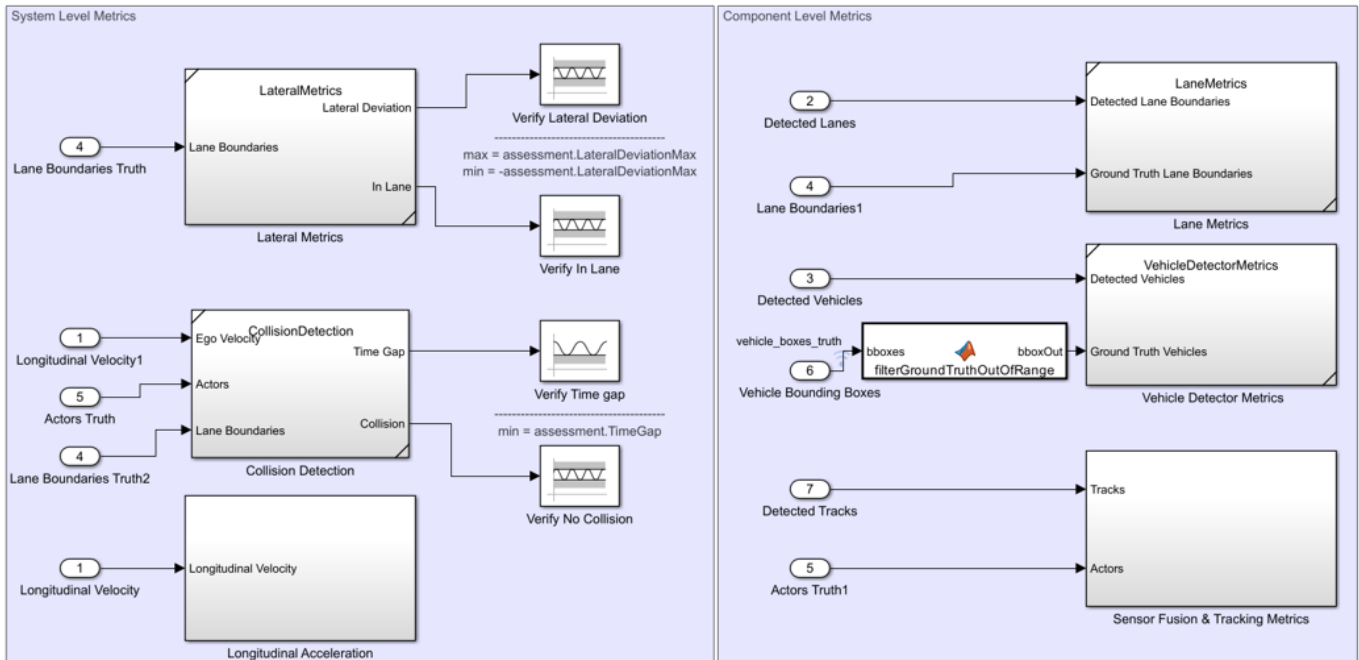 System Level Metrics
LateralMetrics
Lateral Deviation
4
Lane Boundaries
Lane Boundaries Truth
In Lane
Lateral Metrics
Verify Lateral Deviation
---------------------------------------
max = assessment.LateralDeviationMax
min = -assessment.LateralDeviationMax
Verify In Lane
CollisionDetection
1
Ego Velocity
Longitudinal Velocity1
Time Gap
5
Actors
Actors Truth
Collision
4
Lane Boundaries
Lane Boundaries Truth2
Collision Detection
Verify Time gap
---------------------------------------
min = assessment.TimeGap
Verify No Collision
1
Longitudinal Velocity
Longitudinal Velocity
Longitudinal Acceleration
Component Level Metrics
LaneMetrics
2
Detected Lane Boundaries
Detected Lanes
4
Ground Truth Lane Boundaries
Lane Boundaries1
Lane Metrics
VehicleDetectorMetrics
3
Detected Vehicles
Detected Vehicles
vehicle_boxes_truth
6
Vehicle Bounding Boxes
bboxes
bboxOut
filterGroundTruthOutOfRange
Ground Truth Vehicles
Vehicle Detector Metrics
7
Tracks
Detected Tracks
5
Actors
Actors Truth1
Sensor Fusion & Tracking Metrics